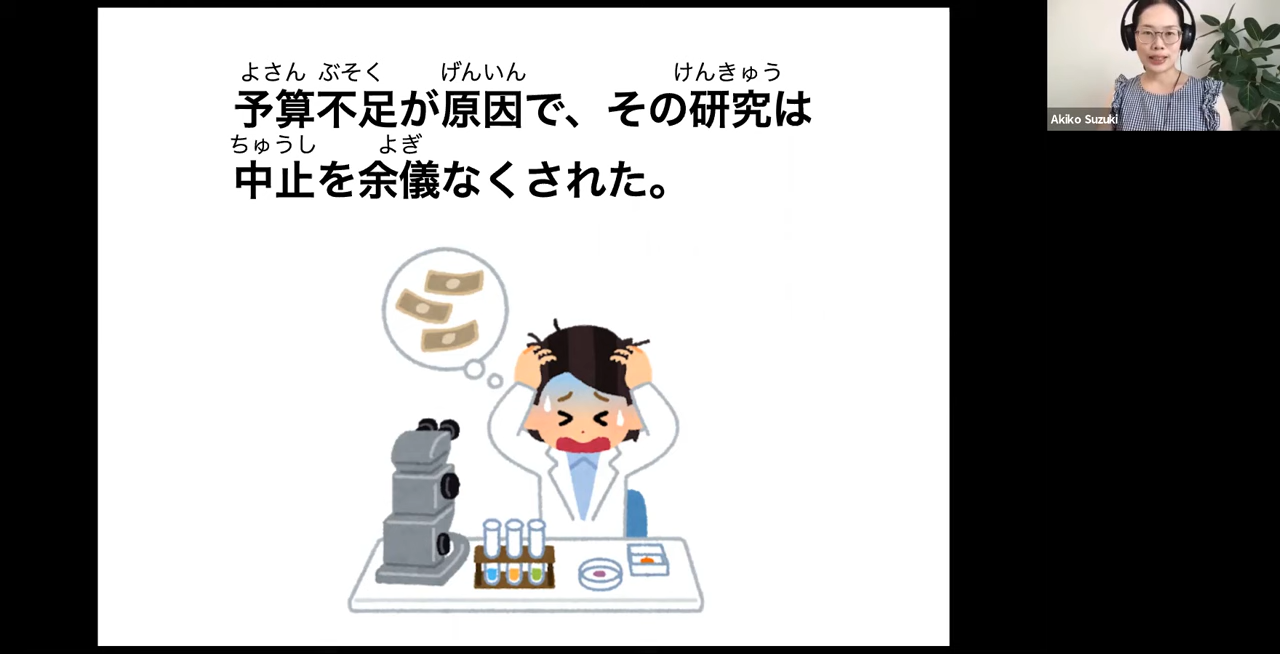 よさん ぶそく げんいん けんきゅう
予算不足が原因で、その研究は
ちゅうし よぎ
中止を余儀なくされた。
Akiko Suzuki